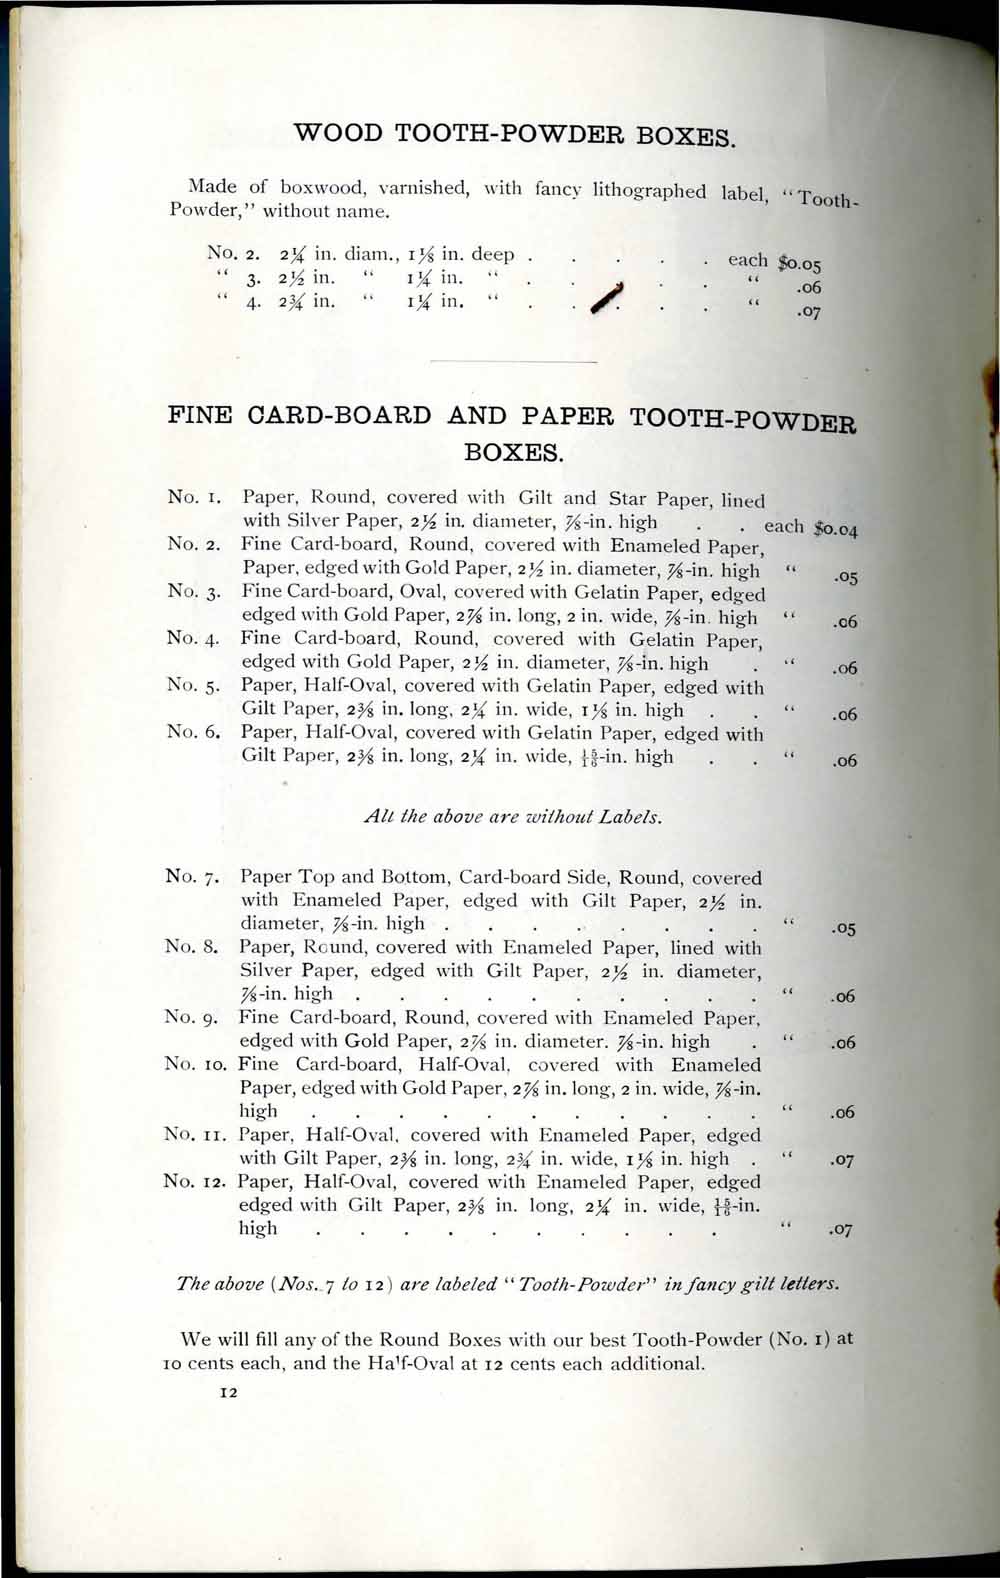 WOOD TOOTH-POWDER BOXES.
Made of boxwood, varnished, with fancy lithographed label, “Tooth-
Powder,” without name.
No. 2. 2¼ in. diam., 1⅛ in. deep . . . . . each $0.05
“ 3. 2½ in. “ 1¼ in. “ . . . . . “ .06
“ 4. 2¾ in. “ 1¼ in. “ . . . . . “ .07
FINE CARD-BOARD AND PAPER TOOTH-POWDER
BOXES.
No. 1. Paper, Round, covered with Gilt and Star Paper, lined
with Silver Paper, 2½ in. diameter, ⅞-in. high . . each $0.04
No. 2. Fine Card-board, Round, covered with Enameled Paper,
Paper, edged with Gold Paper, 2½ in. diameter, ⅞-in. high “ .05
No. 3. Fine Card-board, Oval, covered with Gelatin Paper, edged
edged with Gold Paper, 2⅞ in. long, 2 in. wide, ⅞-in. high “ .06
No. 4. Fine Card-board, Round, covered with Gelatin Paper,
edged with Gold Paper, 2½ in. diameter, ⅞-in. high . “ .06
No. 5. Paper, Half-Oval, covered with Gelatin Paper, edged with
Gilt Paper, 2⅜ in. long, 2¼ in. wide, 1⅛ in. high . . “ .06
No. 6. Paper, Half-Oval, covered with Gelatin Paper, edged with
Gilt Paper, 2⅜ in. long, 2¼ in. wide, 15/16-in. high . . “ .06
All the above are without Labels.
No. 7. Paper Top and Bottom, Card-board Side, Round, covered
with Enameled Paper, edged with Gilt Paper, 2½ in.
diameter, ⅞-in. high . . . . . . . . “ .05
No. 8. Paper, Round, covered with Enameled Paper, lined with
Silver Paper, edged with Gilt Paper, 2½ in. diameter,
⅞-in. high . . . . . . . . . . “ .06
No. 9. Fine Card-board, Round, covered with Enameled Paper,
edged with Gold Paper, 2⅞ in. diameter. ⅞-in. high . “ .06
No. 10. Fine Card-board, Half-Oval, covered with Enameled
Paper, edged with Gold Paper, 2⅞ in. long, 2 in. wide, ⅞-in.
high . . . . . . . . . . . “ .06
No. 11. Paper, Half-Oval, covered with Enameled Paper, edged
with Gilt Paper, 2⅜ in. long, 2¾ in. wide, 1⅛ in. high . “ .07
No. 12. Paper, Half-Oval, covered with Enameled Paper, edged
edged with Gilt Paper, 2⅜ in. long, 2¼ in. wide, 15/16-in.
high . . . . . . . . . . “ .07
The above (Nos. 7 to 12) are labeled “Tooth-Powder” in fancy gilt letters.
We will fill any of the Round Boxes with our best Tooth-Powder (No. 1) at
10 cents each, and the Half-Oval at 12 cents each additional.
12